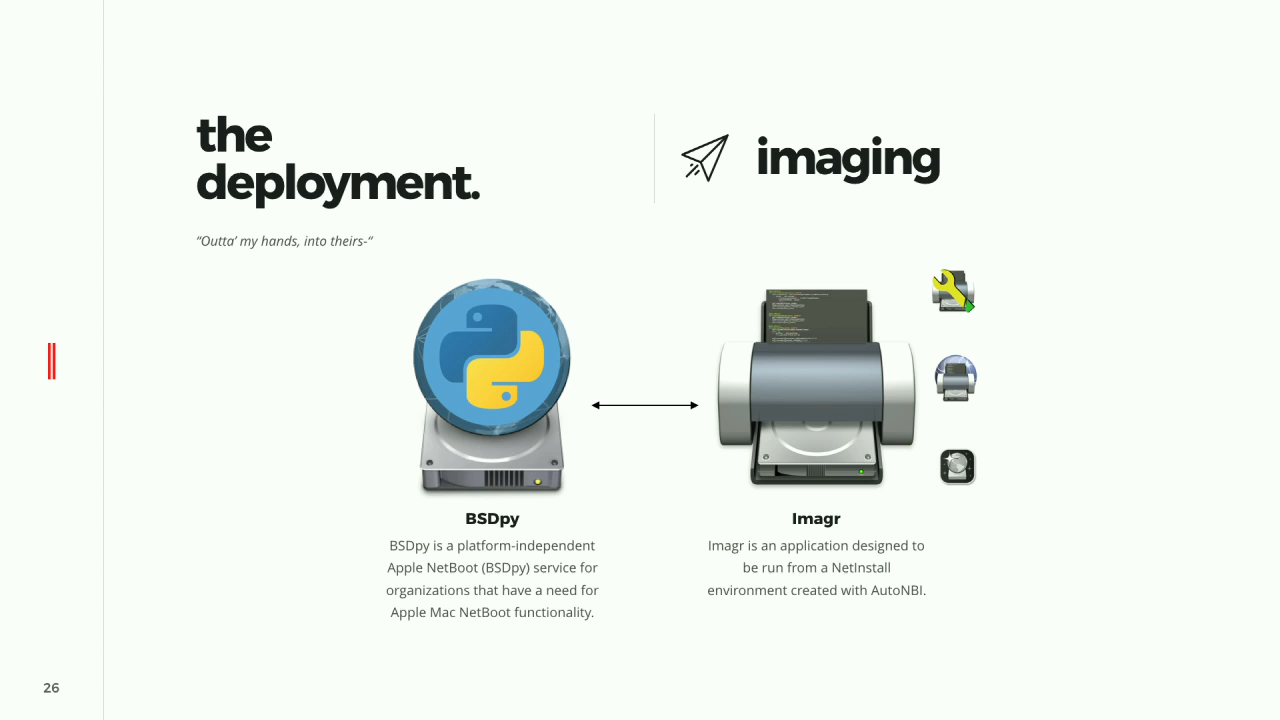 the
deployment.
imaging
“Outta’ my hands, into theirs-“
BSDpy
BSDpy is a platform-independent
Apple NetBoot (BSDpy) service for
organizations that have a need for
Apple Mac NetBoot functionality.
Imagr
Imagr is an application designed to
be run from a NetInstall
environment created with AutoNBI.
26